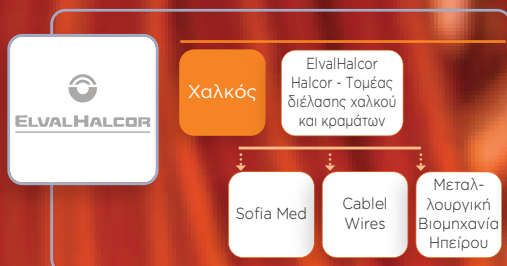 ELVALHALCOR
Χαλκός
ElvalHalcor
Halcor - Τομέας
διέλασης χαλκού
και κραμάτων
Sofia Med
Cablel
Wires
Μεταλ-
λουργική
Βιομηχανία
Ηπείρου